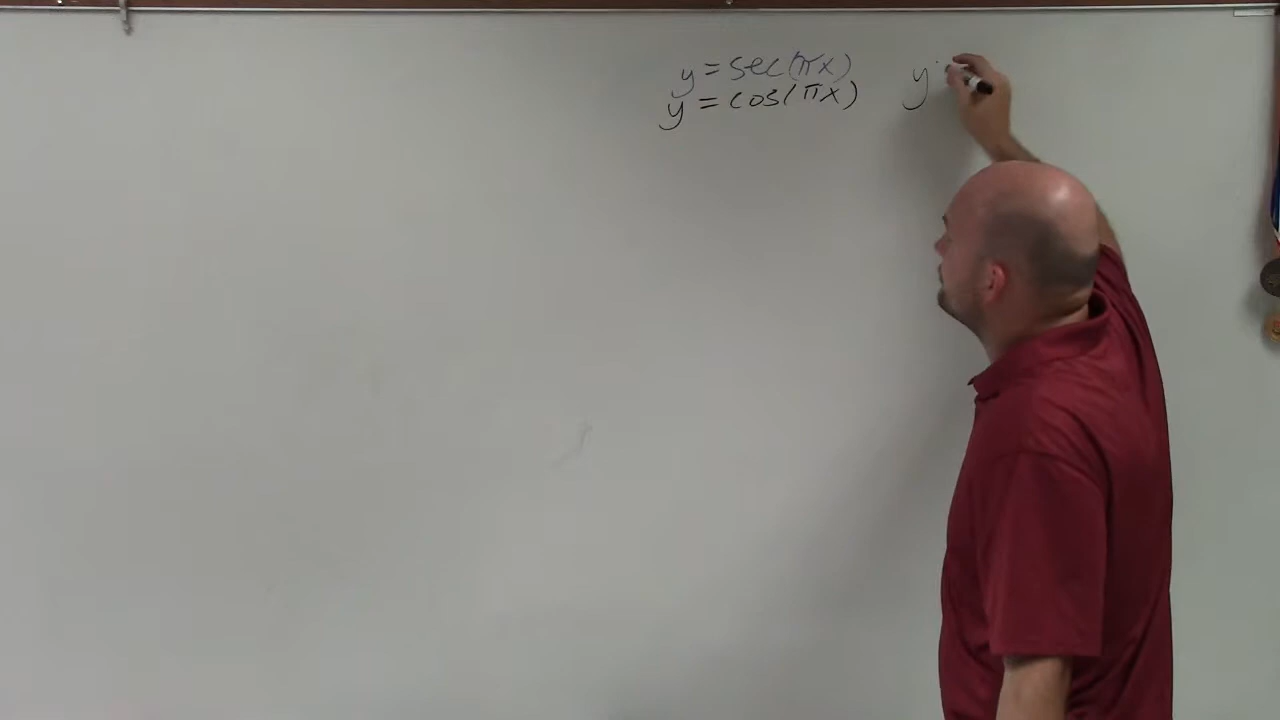 y = sec(πx)
y = cos(πx)
y